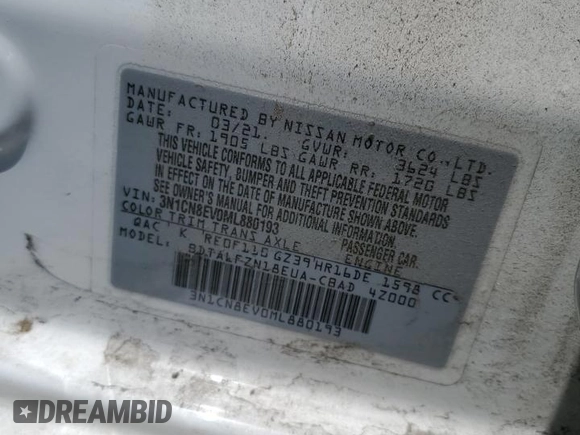 MANUFACTURED BY NISSAN MOTOR CO., LTD.
DATE: 03/21 GVWR: 3624 LBS
GAWR FR: 1905 LBS GAWR RR: 1720 LBS
THIS VEHICLE CONFORMS TO ALL APPLICABLE FEDERAL MOTOR
VEHICLE SAFETY, BUMPER AND THEFT PREVENTION STANDARDS
IN EFFECT ON THE DATE OF MANUFACTURE SHOWN ABOVE.
SEE OWNER'S MANUAL FOR ADDITIONAL INFORMATION.
VIN: 3N1CN8EV0ML880193 PASSENGER CAR
COLOR TRIM TRANS AXLE ENGINE
QAC K RE0F11G GZ39 HR16DE 1598 CC
MODEL: BDTALFZN18EUA-CBAD 4Z000
3N1CN8EV0ML880193
DREAMBID